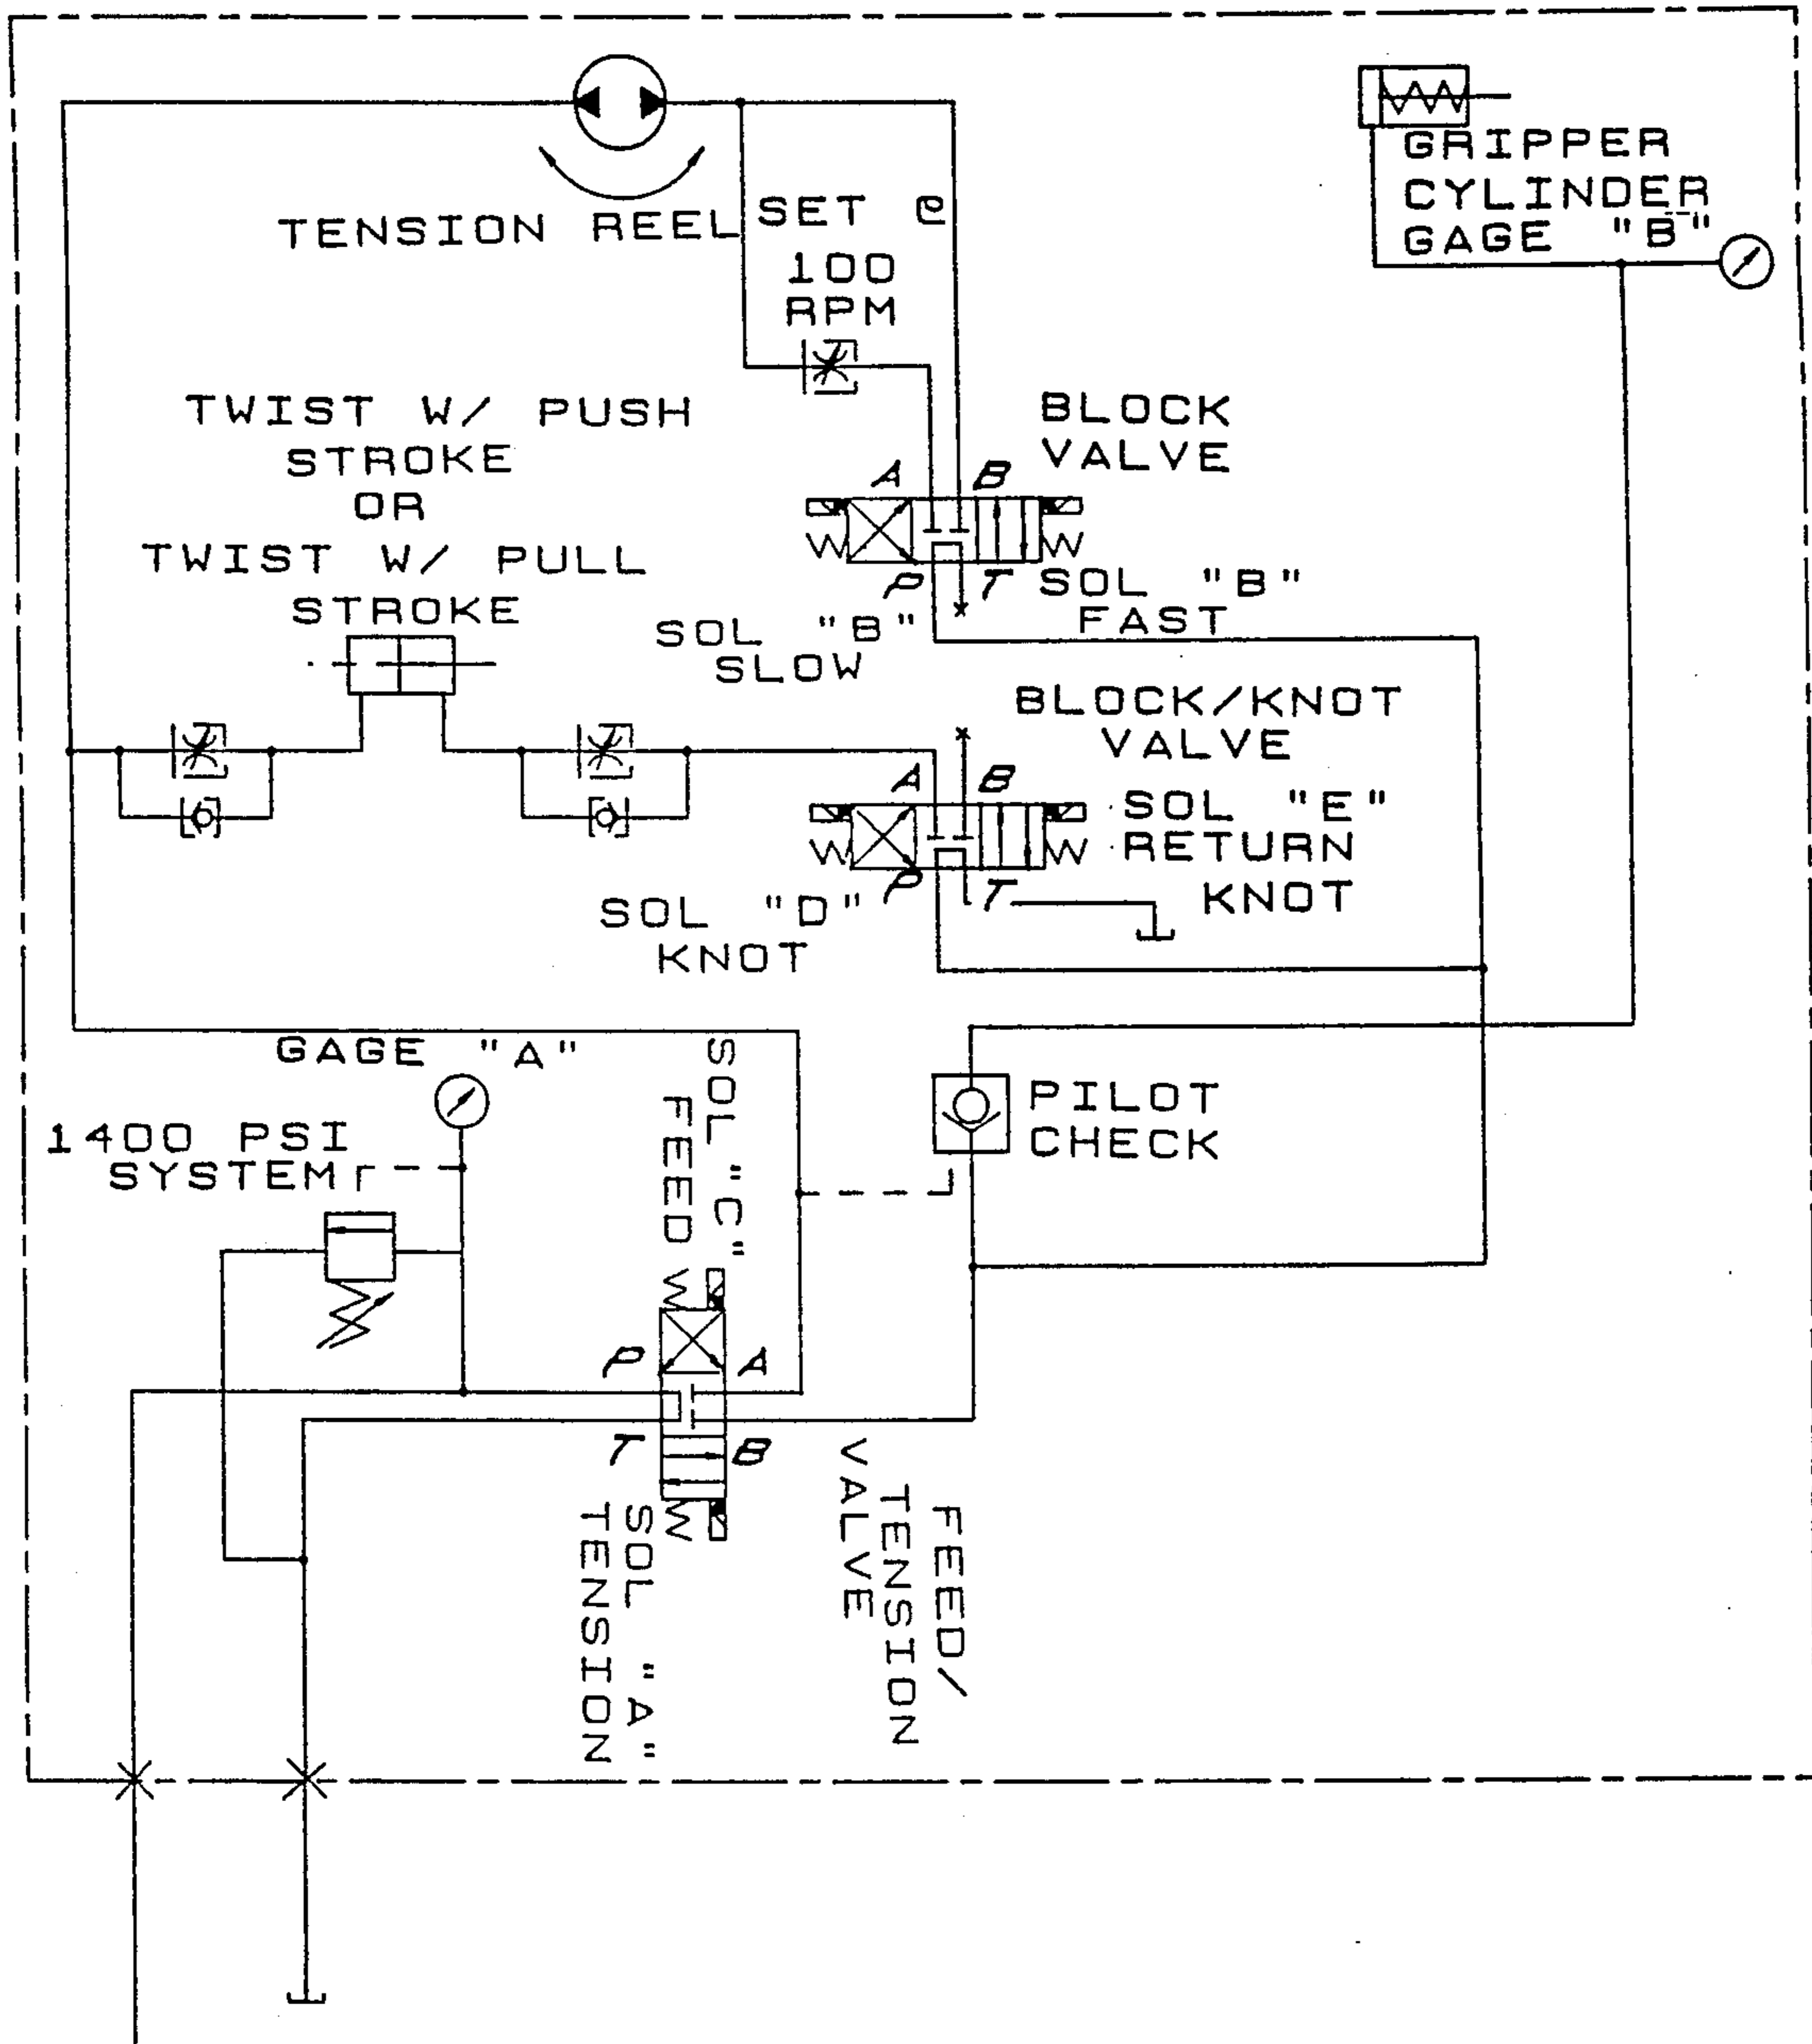 GRIPPER
CYLINDER
GAGE "B"
TENSION REEL
SET @
100
RPM
TWIST W/ PUSH
STROKE
OR
TWIST W/ PULL
STROKE
BLOCK
VALVE
A
B
P
T
SOL "B"
FAST
SOL "B"
SLOW
BLOCK/KNOT
VALVE
A
B
P
T
SOL "E"
RETURN
KNOT
SOL "D"
KNOT
GAGE "A"
1400 PSI
SYSTEM
SOL "C"
FEED
PILOT
CHECK
P
A
T
B
SOL "A"
TENSION
FEED/
TENSION
VALVE